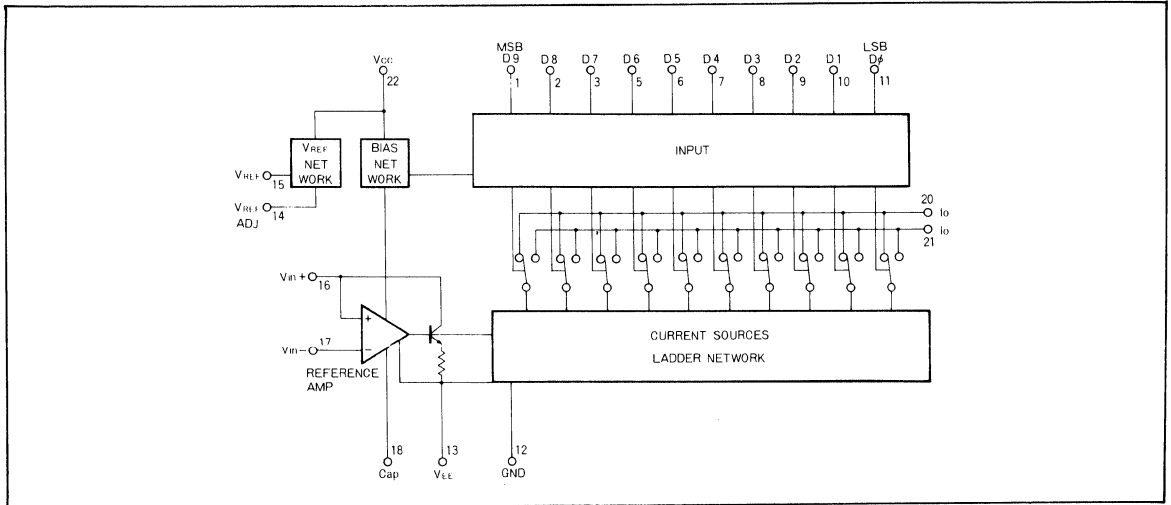 MSB LSB
D9 D8 D7 D6 D5 D4 D3 D2 D1 Dφ
1 2 3 5 6 7 8 9 10 11
Vcc
22
VREF
NET
WORK
BIAS
NET
WORK
INPUT
VREF
15
VREF
14
ADJ
20
Io
Io
21
Vin +
16
+
Vin −
17
−
REFERENCE
AMP
CURRENT SOURCES
LADDER NETWORK
18
Cap
13
VEE
12
GND